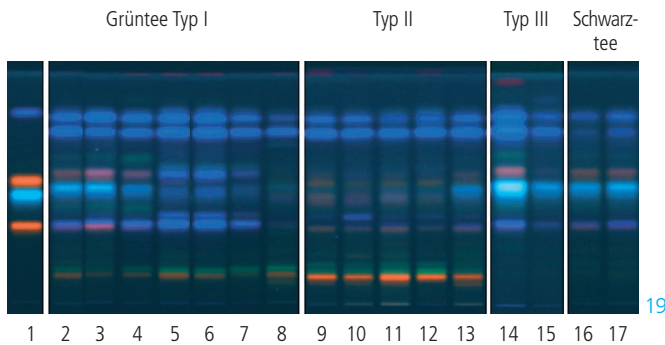 Grüntee Typ I Typ II Typ III Schwarz-
tee
19
1 2 3 4 5 6 7 8 9 10 11 12 13 14 15 16 17